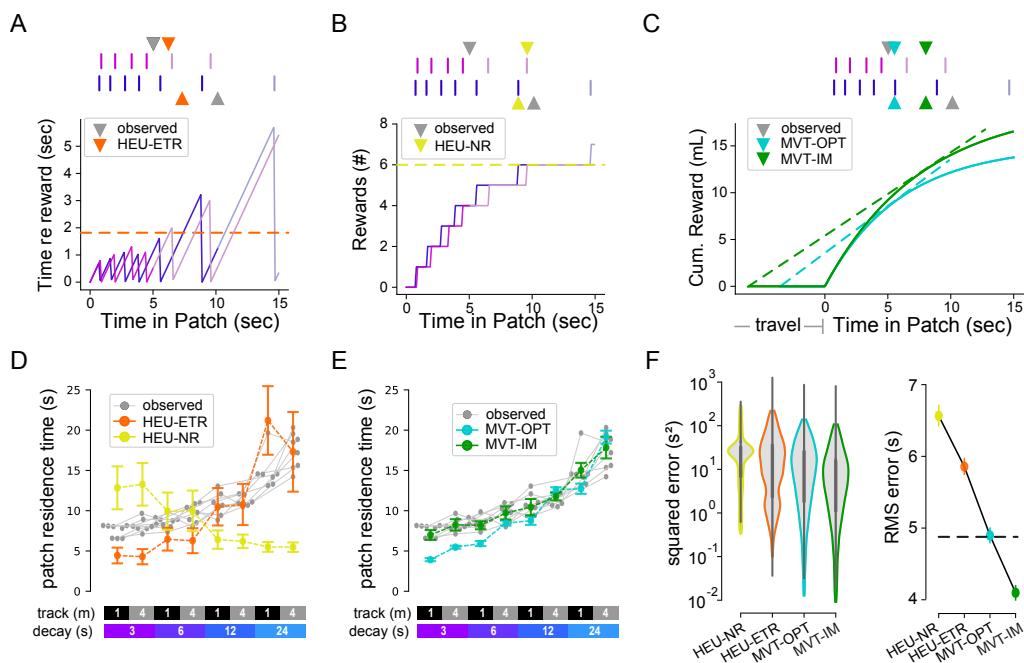 A
observed
HEU-ETR
Time re reward (sec)
5
4
3
2
1
0
0 5 10 15
Time in Patch (sec)
B
observed
HEU-NR
Rewards (#)
8
6
4
2
0
0 5 10 15
Time in Patch (sec)
C
observed
MVT-OPT
MVT-IM
Cum. Reward (mL)
15
10
5
0
-5 0 5 10 15
travel
Time in Patch (sec)
D
observed
HEU-ETR
HEU-NR
patch residence time (s)
25
20
15
10
5
0
track (m) 1 4 1 4 1 4 1 4
decay (s) 3 6 12 24
E
observed
MVT-OPT
MVT-IM
patch residence time (s)
25
20
15
10
5
0
track (m) 1 4 1 4 1 4 1 4
decay (s) 3 6 12 24
F
squared error (s²)
10³
10²
10¹
10⁰
10⁻¹
10⁻²
HEU-NR
HEU-ETR
MVT-OPT
MVT-IM
RMS error (s)
7
6
5
4
HEU-NR
HEU-ETR
MVT-OPT
MVT-IM